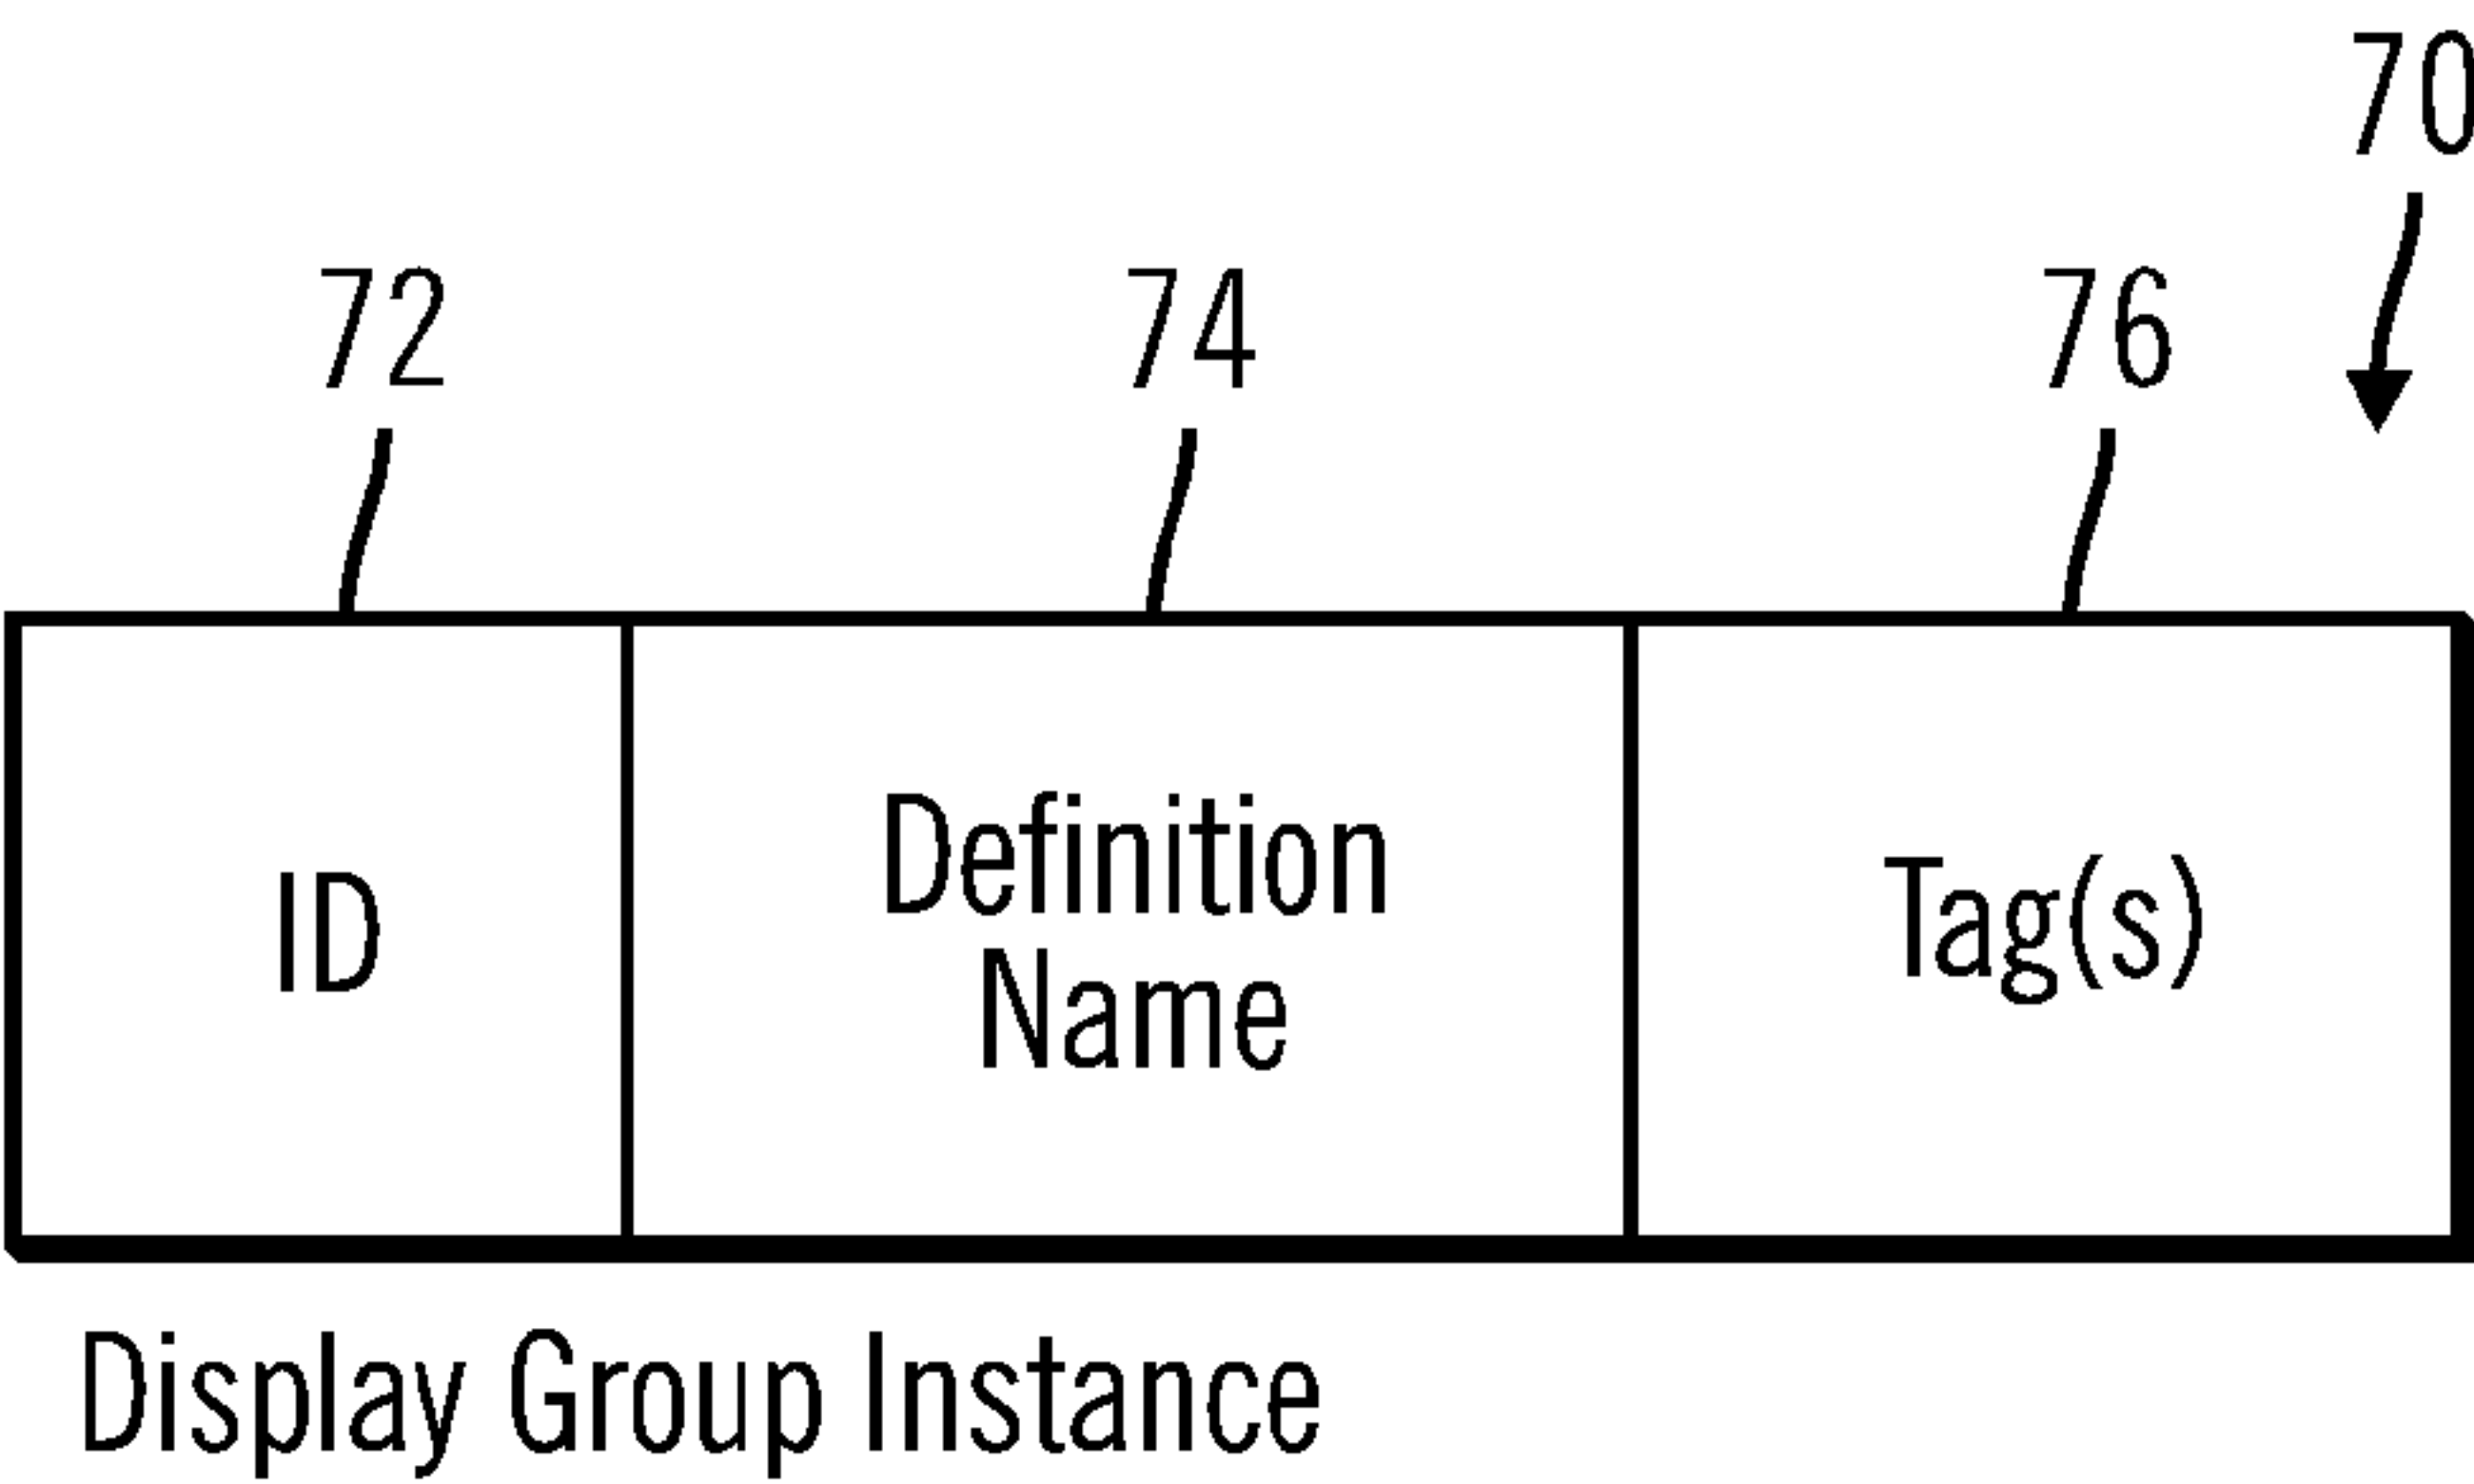 70
72
74
76
ID
Definition
Name
Tag(s)
Display Group Instance